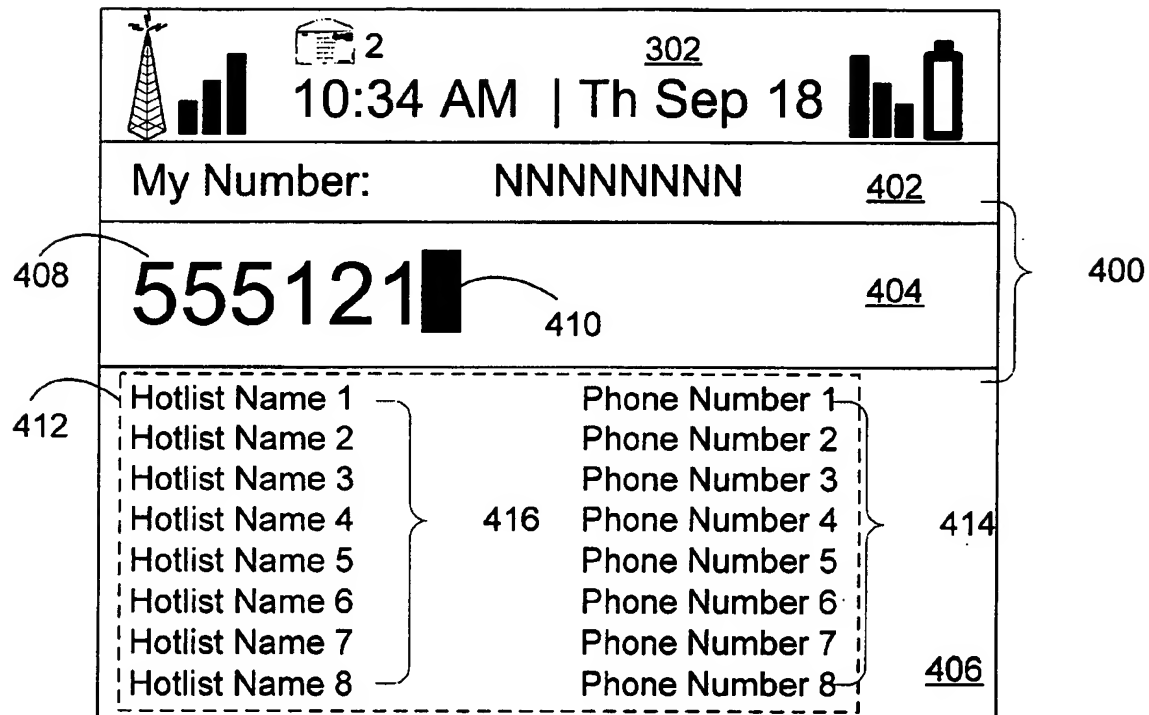 2 302
10:34 AM | Th Sep 18
My Number: NNNNNNNN 402
408 555121 410 404 400
412
Hotlist Name 1 Phone Number 1
Hotlist Name 2 Phone Number 2
Hotlist Name 3 Phone Number 3
Hotlist Name 4 416 Phone Number 4 414
Hotlist Name 5 Phone Number 5
Hotlist Name 6 Phone Number 6
Hotlist Name 7 Phone Number 7
Hotlist Name 8 Phone Number 8 406